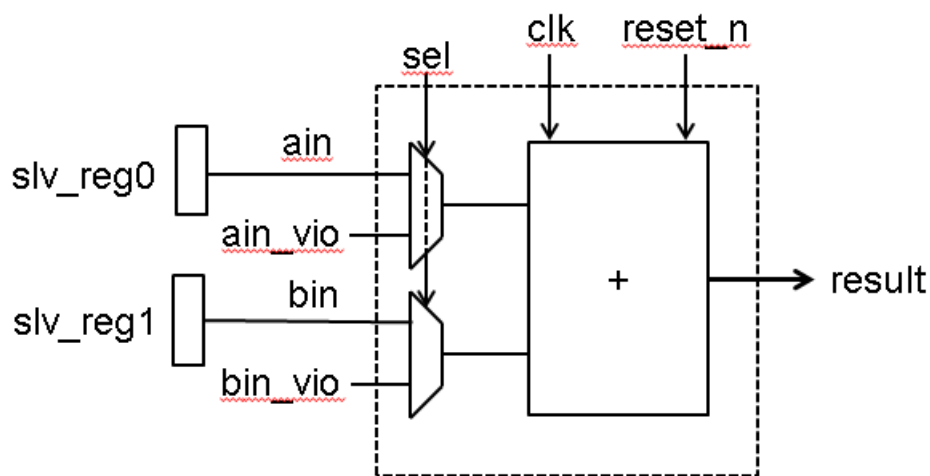 clk
reset_n
sel
ain
slv_reg0
ain_vio
bin
slv_reg1
bin_vio
+
result